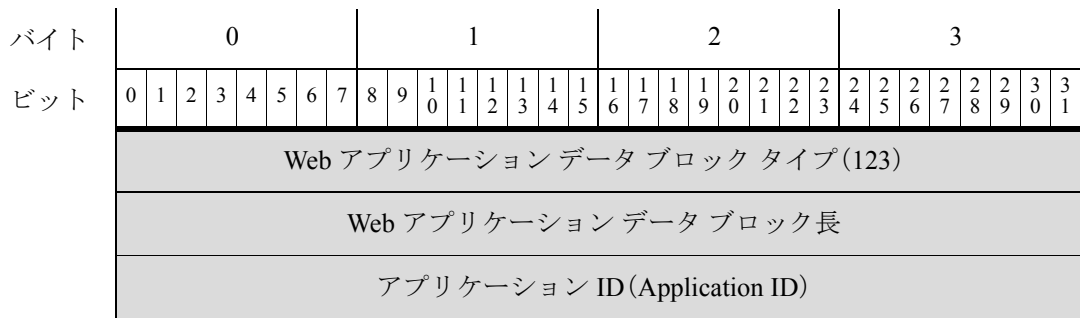 バイト 0 1 2 3
ビット 0 1 2 3 4 5 6 7 8 9 10 11 12 13 14 15 16 17 18 19 20 21 22 23 24 25 26 27 28 29 30 31
Web アプリケーション データ ブロック タイプ(123)
Web アプリケーション データ ブロック長
アプリケーション ID(Application ID)